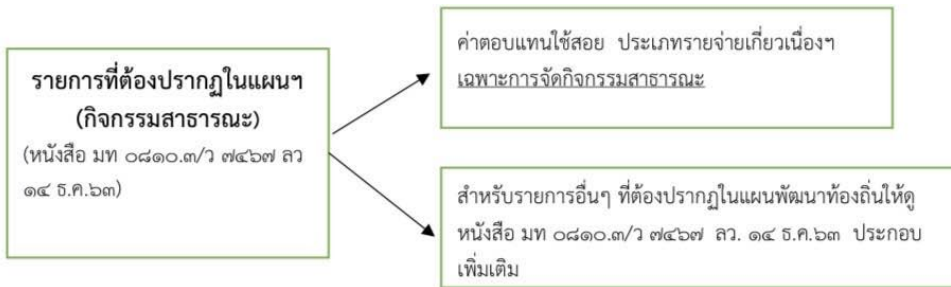 รายการที่ต้องปรากฏในแผนฯ
(กิจกรรมสาธารณะ)
(หนังสือ มท ๐๘๑๐.๓/ว ๗๔๖๗ ลว
๑๔ ธ.ค.๖๓)
ค่าตอบแทนใช้สอย ประเภทรายจ่ายเกี่ยวเนื่องฯ
เฉพาะการจัดกิจกรรมสาธารณะ
สำหรับรายการอื่นๆ ที่ต้องปรากฏในแผนพัฒนาท้องถิ่นให้ดู
หนังสือ มท ๐๘๑๐.๓/ว ๗๔๖๗ ลว. ๑๔ ธ.ค.๖๓ ประกอบ
เพิ่มเติม